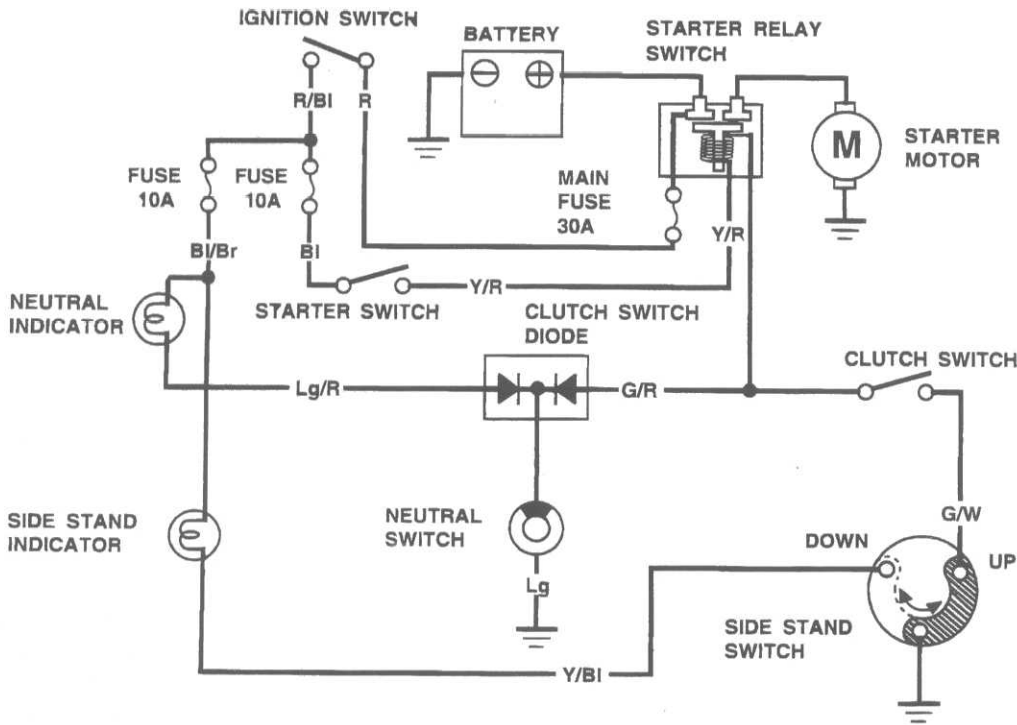 IGNITION SWITCH
BATTERY
STARTER RELAY
SWITCH
R/Bl
R
M
STARTER
MOTOR
FUSE
10A
FUSE
10A
MAIN
FUSE
30A
Y/R
Bl/Br
Bl
NEUTRAL
INDICATOR
STARTER SWITCH
Y/R
CLUTCH SWITCH
DIODE
CLUTCH SWITCH
Lg/R
G/R
SIDE STAND
INDICATOR
NEUTRAL
SWITCH
G/W
DOWN
UP
Lg
SIDE STAND
SWITCH
Y/Bl